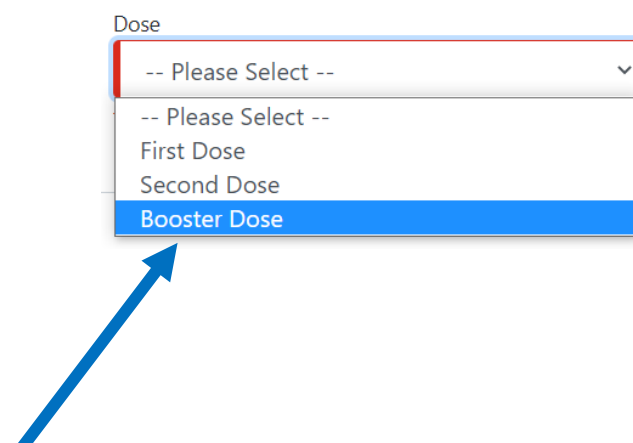 Dose
-- Please Select --
-- Please Select --
First Dose
Second Dose
Booster Dose